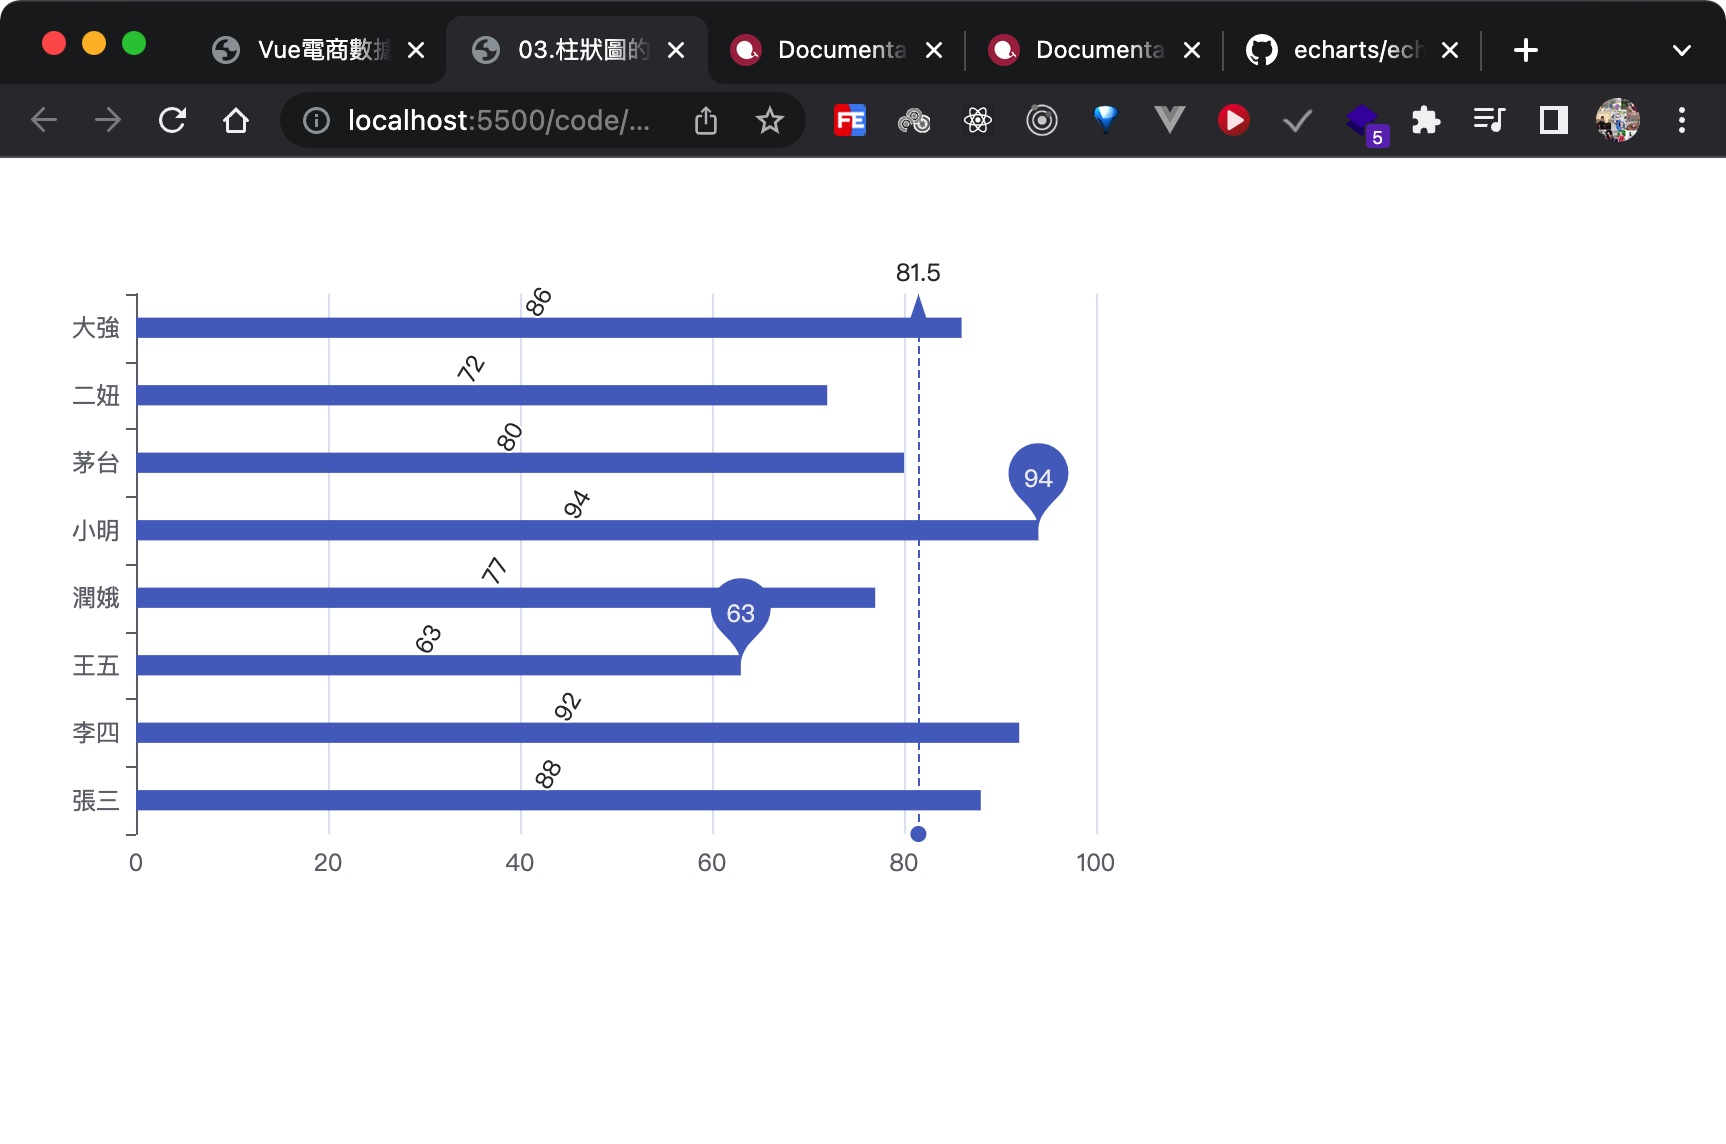 Vue電商數據
03.柱狀圖的
Documenta
Documenta
echarts/ech
localhost:5500/code/...
FE
5
81.5
大強
86
二妞
72
茅台
80
小明
94
94
潤娥
77
王五
63
63
李四
92
張三
88
0 20 40 60 80 100